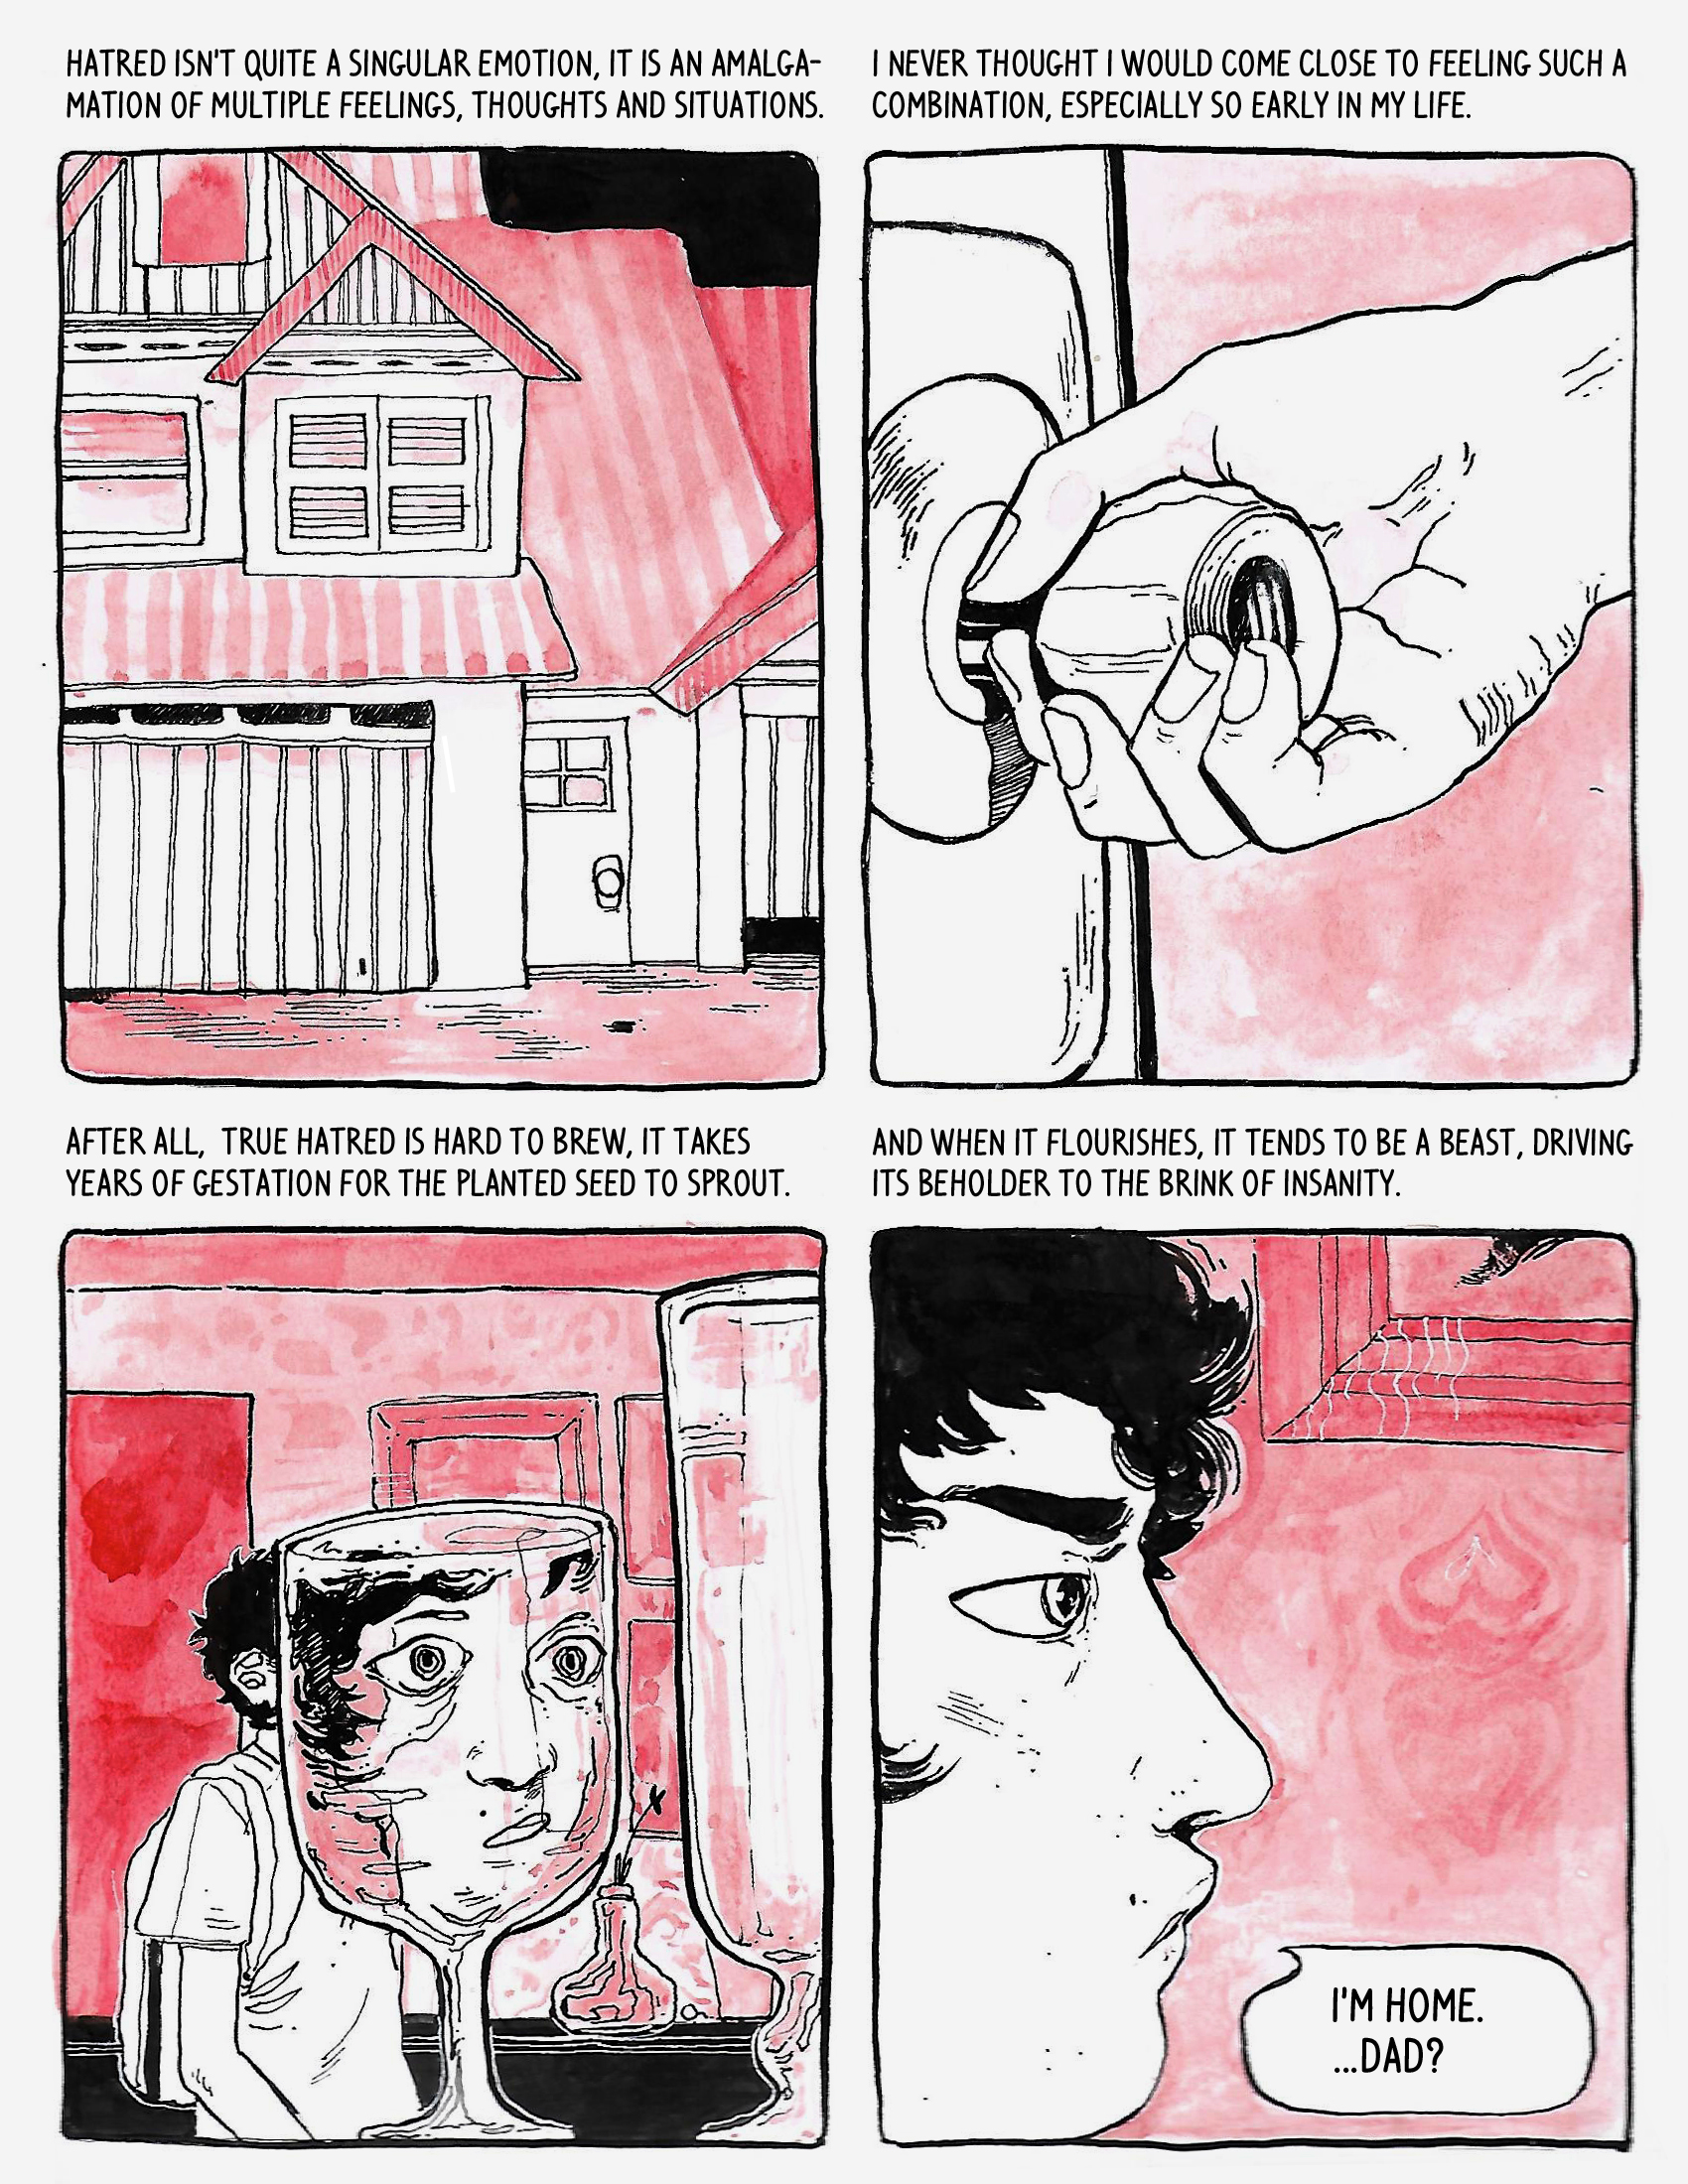 HATRED ISN'T QUITE A SINGULAR EMOTION, IT IS AN AMALGA-
MATION OF MULTIPLE FEELINGS, THOUGHTS AND SITUATIONS.
I NEVER THOUGHT I WOULD COME CLOSE TO FEELING SUCH A
COMBINATION, ESPECIALLY SO EARLY IN MY LIFE.
AFTER ALL, TRUE HATRED IS HARD TO BREW, IT TAKES
YEARS OF GESTATION FOR THE PLANTED SEED TO SPROUT.
AND WHEN IT FLOURISHES, IT TENDS TO BE A BEAST, DRIVING
ITS BEHOLDER TO THE BRINK OF INSANITY.
I'M HOME.
...DAD?